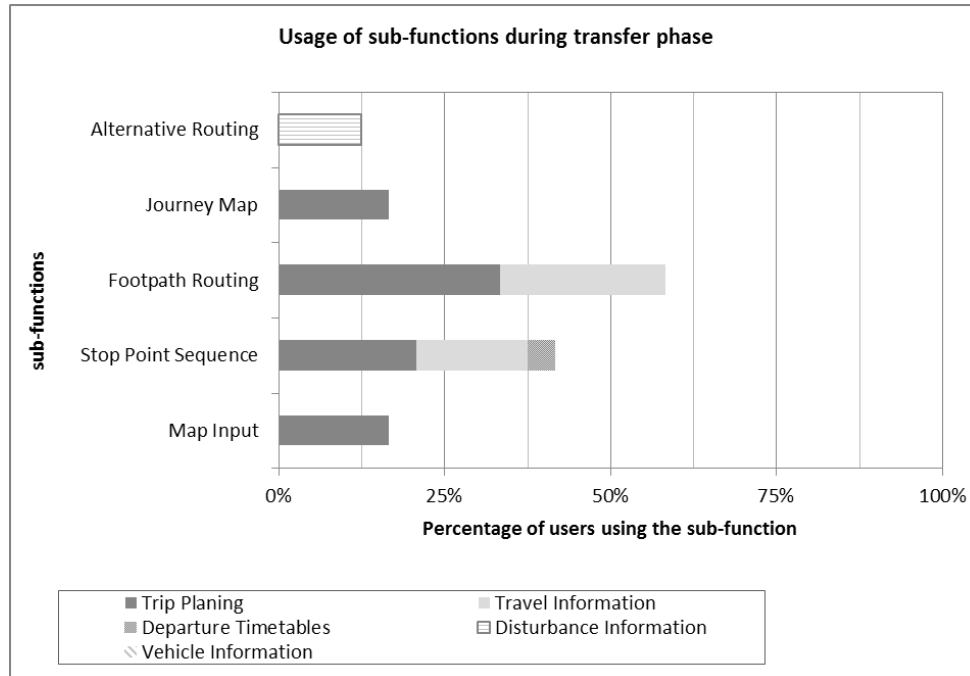 Usage of sub-functions during transfer phase
sub-functions
Alternative Routing
Journey Map
Footpath Routing
Stop Point Sequence
Map Input
0% 25% 50% 75% 100%
Percentage of users using the sub-function
Trip Planing Travel Information
Departure Timetables Disturbance Information
Vehicle Information